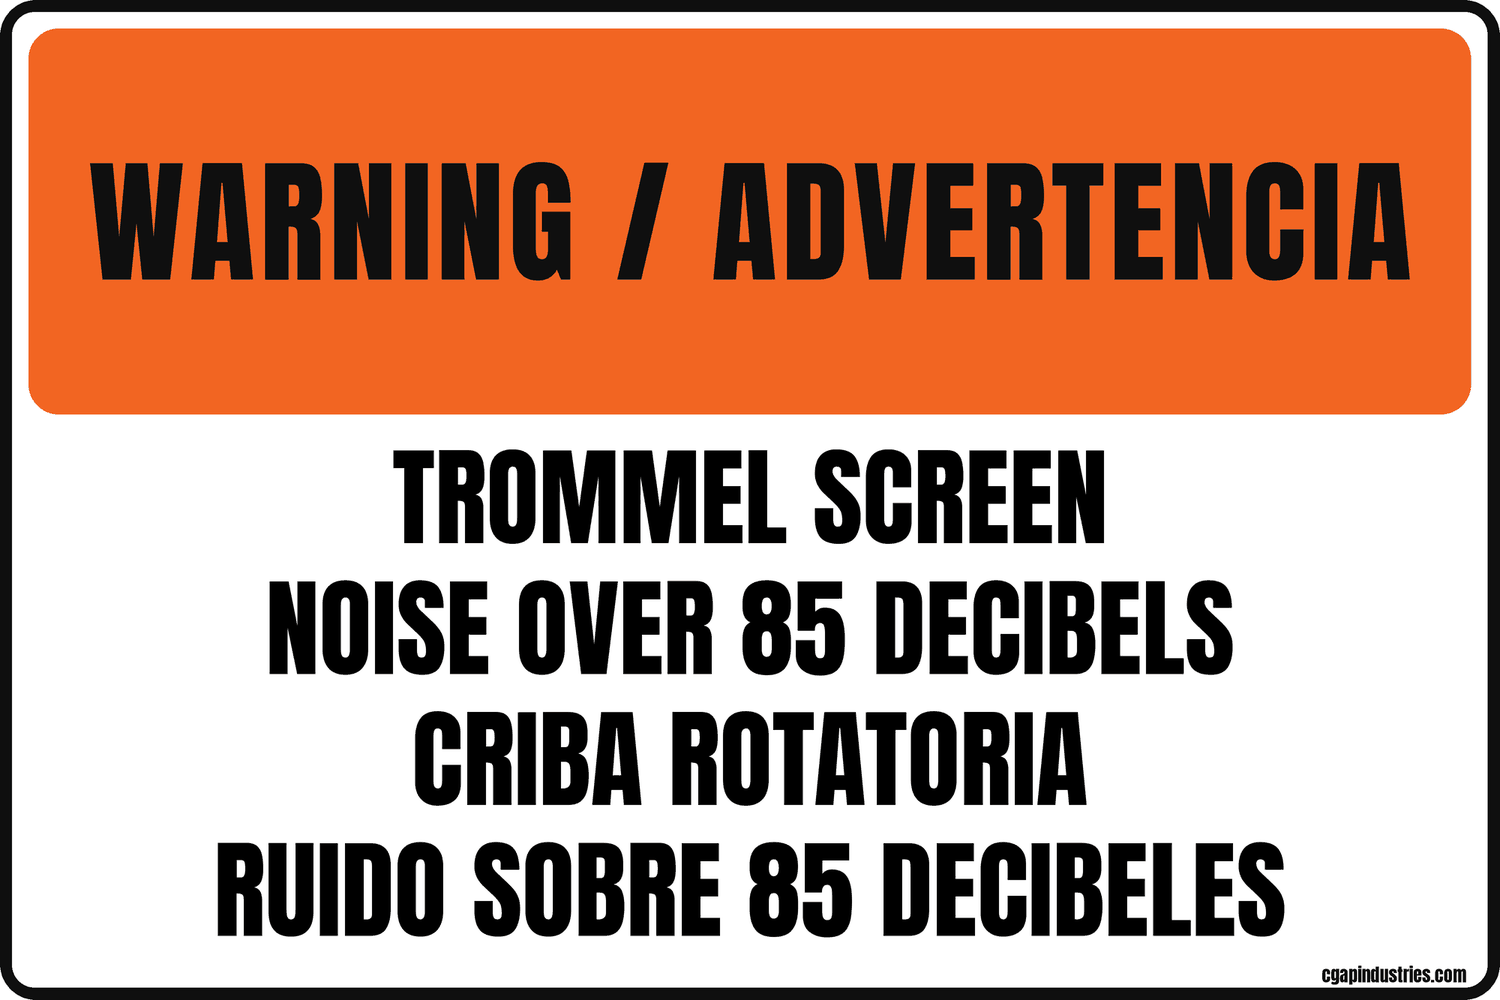 WARNING / ADVERTENCIA
TROMMEL SCREEN
NOISE OVER 85 DECIBELS
CRIBA ROTATORIA
RUIDO SOBRE 85 DECIBELES
cgapindustries.com